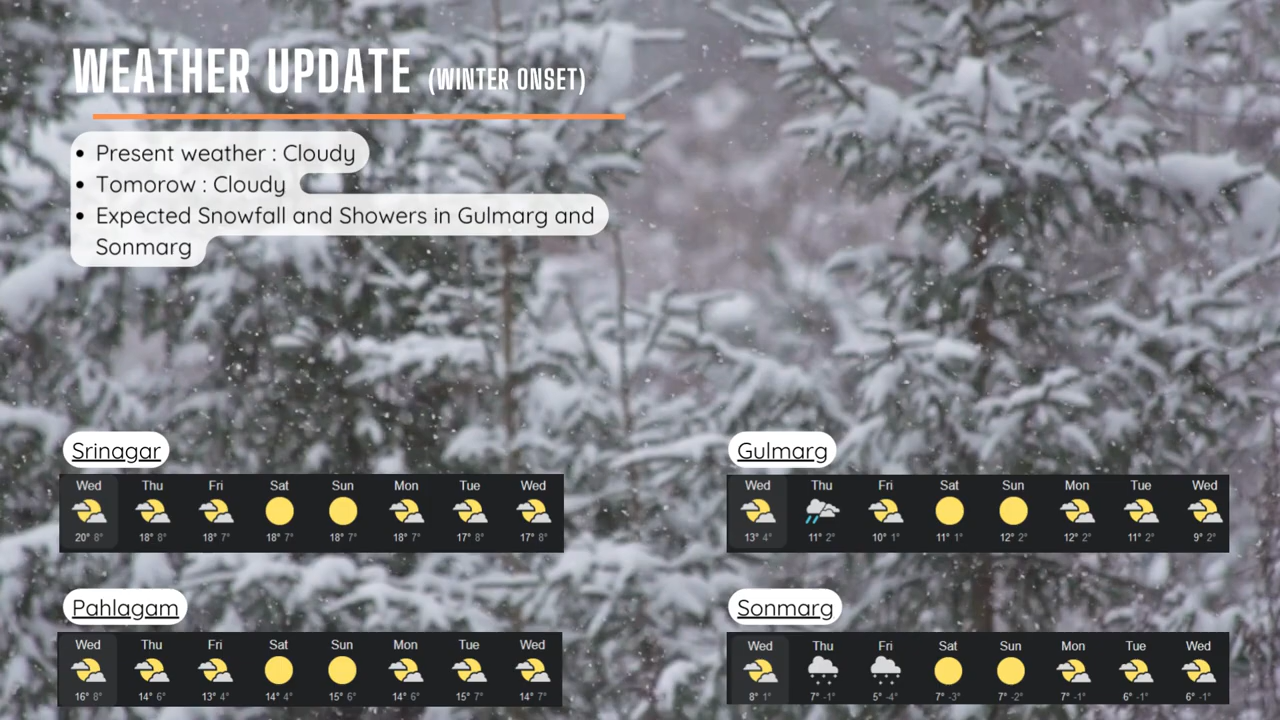 WEATHER UPDATE (WINTER ONSET)
• Present weather : Cloudy
• Tomorow : Cloudy
• Expected Snowfall and Showers in Gulmarg and
Sonmarg
Srinagar
Wed Thu Fri Sat Sun Mon Tue Wed
20° 8° 18° 8° 18° 7° 18° 7° 18° 7° 18° 7° 17° 8° 17° 8°
Gulmarg
Wed Thu Fri Sat Sun Mon Tue Wed
13° 4° 11° 2° 10° 1° 11° 1° 12° 2° 12° 2° 11° 2° 9° 2°
Pahlagam
Wed Thu Fri Sat Sun Mon Tue Wed
16° 8° 14° 6° 13° 4° 14° 4° 15° 6° 14° 6° 15° 7° 14° 7°
Sonmarg
Wed Thu Fri Sat Sun Mon Tue Wed
8° 1° 7° -1° 5° -4° 7° -3° 7° -2° 7° -1° 6° -1° 6° -1°